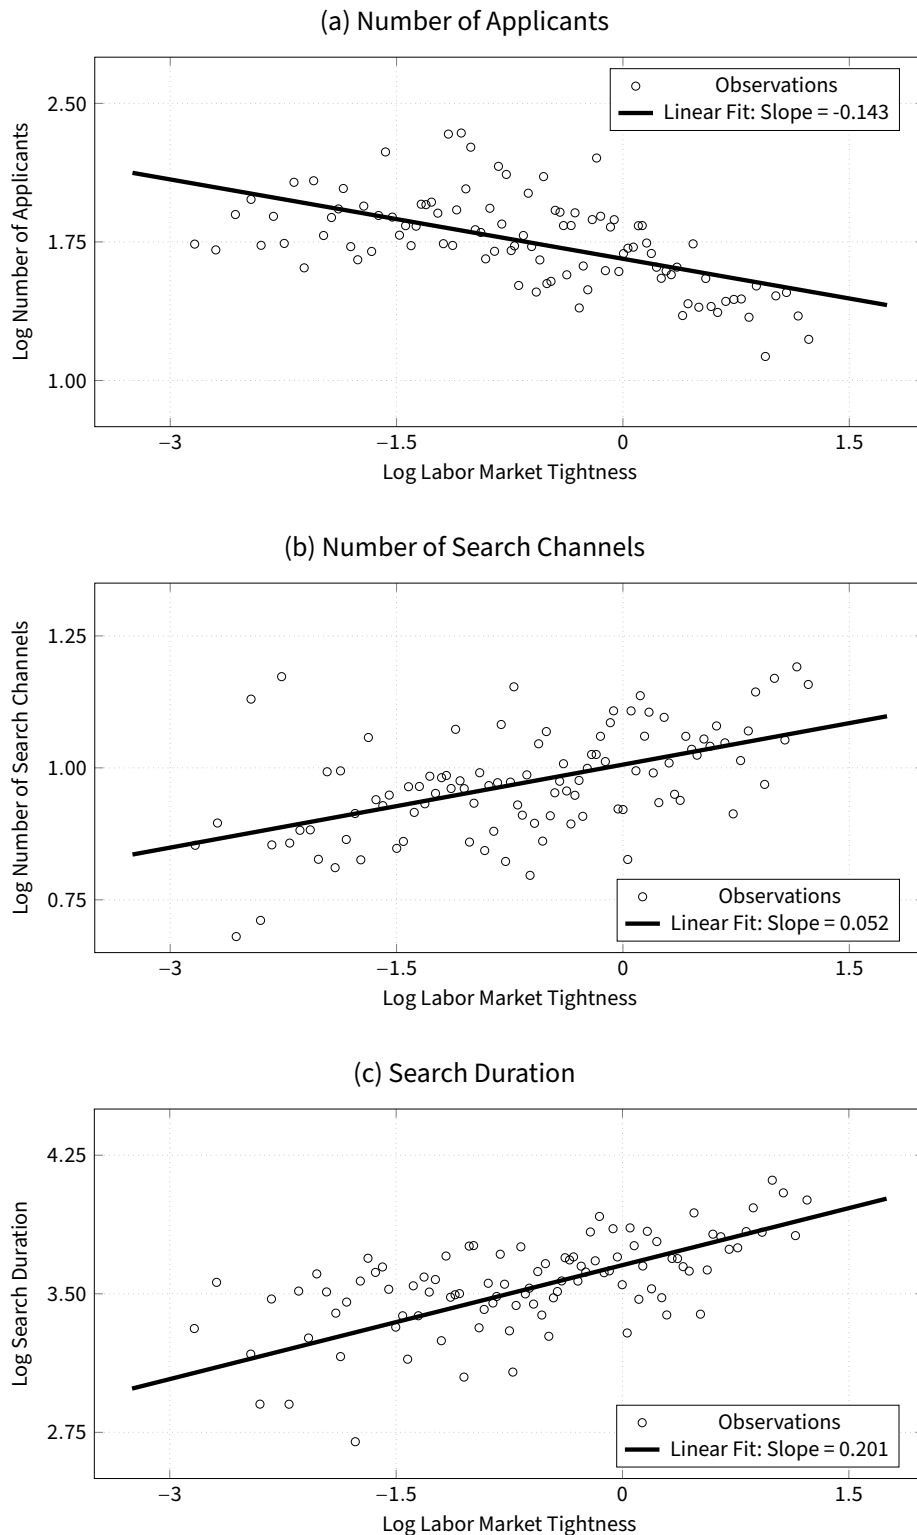 (a) Number of Applicants
Log Number of Applicants
2.50
1.75
1.00
Observations
Linear Fit: Slope = -0.143
−3
−1.5
0
1.5
Log Labor Market Tightness
(b) Number of Search Channels
Log Number of Search Channels
1.25
1.00
0.75
Observations
Linear Fit: Slope = 0.052
−3
−1.5
0
1.5
Log Labor Market Tightness
(c) Search Duration
Log Search Duration
4.25
3.50
2.75
Observations
Linear Fit: Slope = 0.201
−3
−1.5
0
1.5
Log Labor Market Tightness